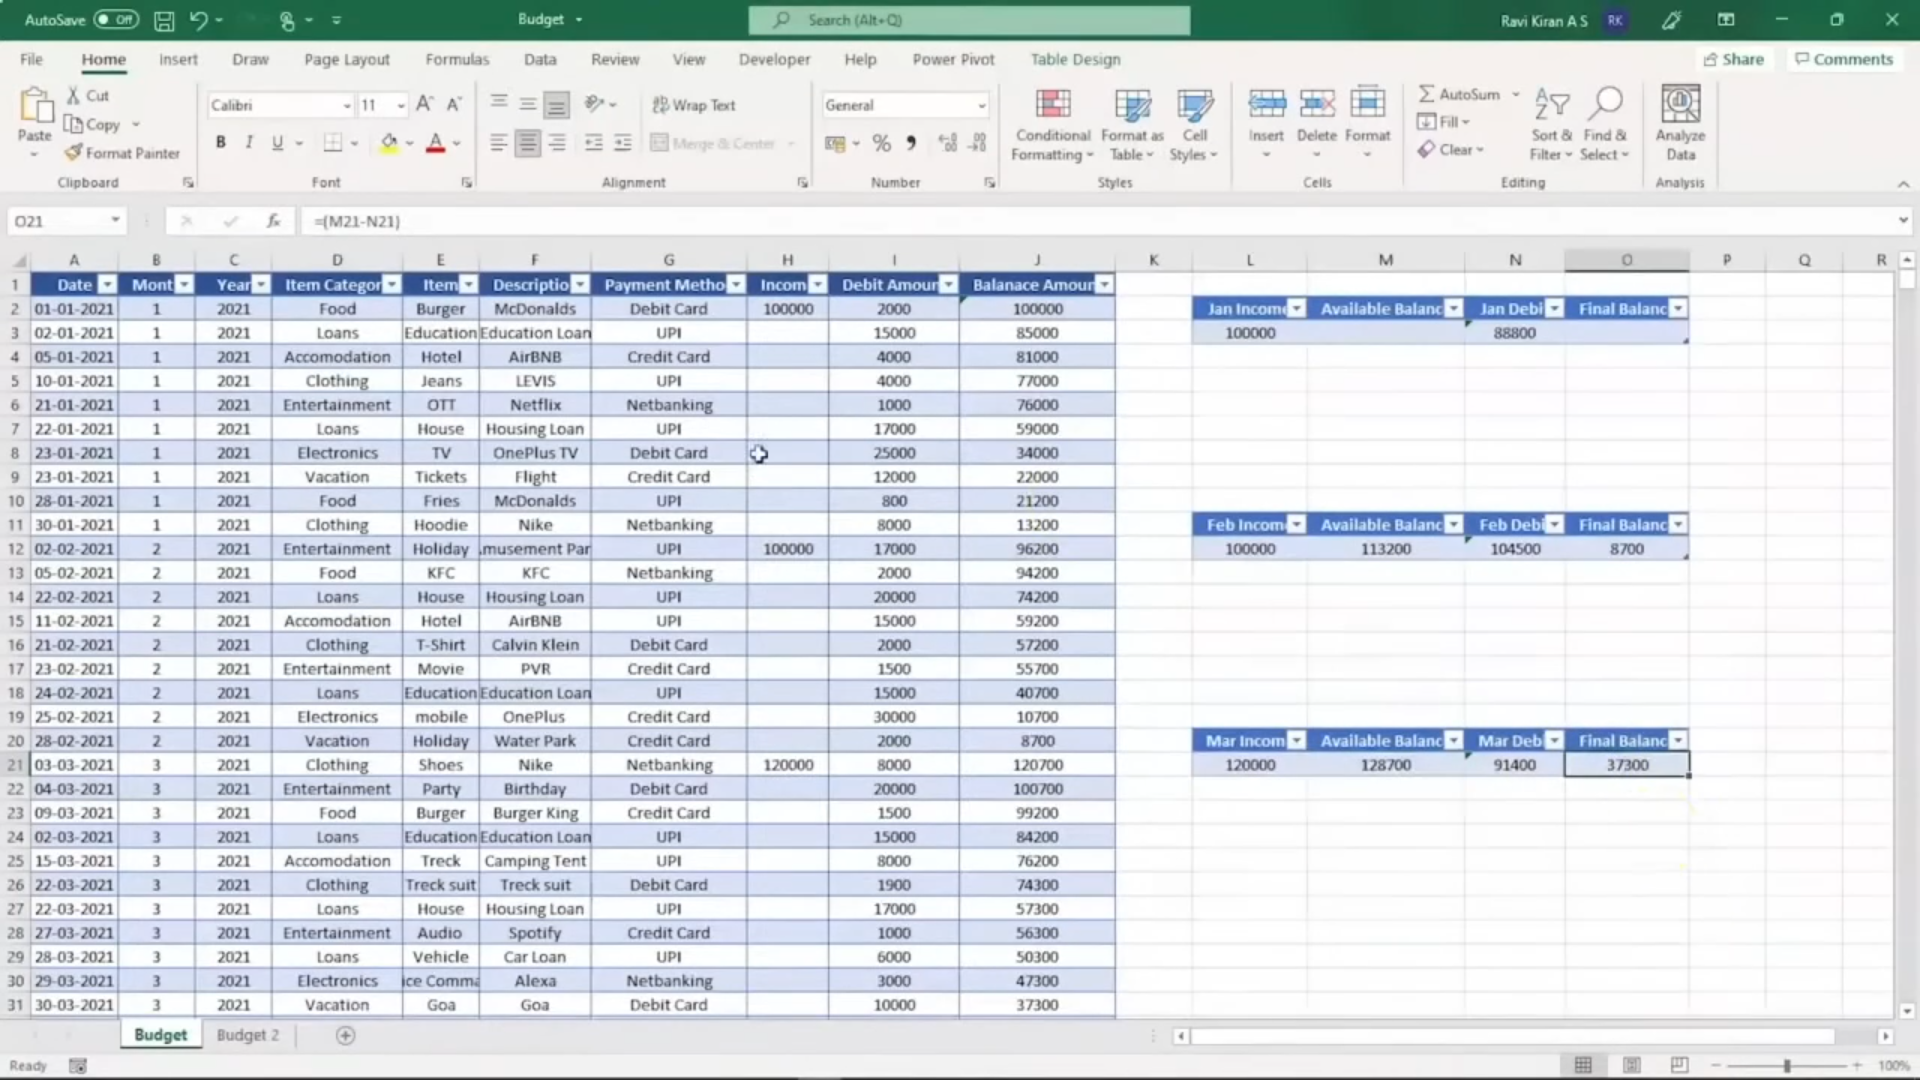 AutoSave Off Budget Search (Alt+Q) Ravi Kiran A S RK
File Home Insert Draw Page Layout Formulas Data Review View Developer Help Power Pivot Table Design Share Comments
Cut
Copy
Paste
Format Painter
Calibri 11
B I U
Wrap Text
Merge & Center
General
%
Conditional Formatting
Format as Table
Cell Styles
Insert
Delete
Format
AutoSum
Fill
Clear
Sort & Filter
Find & Select
Analyze Data
Clipboard Font Alignment Number Styles Cells Editing Analysis
O21 fx =(M21-N21)
A B C D E F G H I J K L M N O P Q R
1 Date Mont Year Item Categor Item Descriptio Payment Metho Incom Debit Amour Balanace Amour
2 01-01-2021 1 2021 Food Burger McDonalds Debit Card 100000 2000 100000 Jan Income Available Balanc Jan Debi Final Balanc
3 02-01-2021 1 2021 Loans Education Education Loan UPI 15000 85000 100000 88800
4 05-01-2021 1 2021 Accomodation Hotel AirBNB Credit Card 4000 81000
5 10-01-2021 1 2021 Clothing Jeans LEVIS UPI 4000 77000
6 21-01-2021 1 2021 Entertainment OTT Netflix Netbanking 1000 76000
7 22-01-2021 1 2021 Loans House Housing Loan UPI 17000 59000
8 23-01-2021 1 2021 Electronics TV OnePlus TV Debit Card 25000 34000
9 23-01-2021 1 2021 Vacation Tickets Flight Credit Card 12000 22000
10 28-01-2021 1 2021 Food Fries McDonalds UPI 800 21200
11 30-01-2021 1 2021 Clothing Hoodie Nike Netbanking 8000 13200 Feb Incom Available Balanc Feb Debi Final Balanc
12 02-02-2021 2 2021 Entertainment Holiday musement Par UPI 100000 17000 96200 100000 113200 104500 8700
13 05-02-2021 2 2021 Food KFC KFC Netbanking 2000 94200
14 22-02-2021 2 2021 Loans House Housing Loan UPI 20000 74200
15 11-02-2021 2 2021 Accomodation Hotel AirBNB UPI 15000 59200
16 21-02-2021 2 2021 Clothing T-Shirt Calvin Klein Debit Card 2000 57200
17 23-02-2021 2 2021 Entertainment Movie PVR Credit Card 1500 55700
18 24-02-2021 2 2021 Loans Education Education Loan UPI 15000 40700
19 25-02-2021 2 2021 Electronics mobile OnePlus Credit Card 30000 10700
20 28-02-2021 2 2021 Vacation Holiday Water Park Credit Card 2000 8700 Mar Incom Available Balanc Mar Deb Final Balanc
21 03-03-2021 3 2021 Clothing Shoes Nike Netbanking 120000 8000 120700 120000 128700 91400 37300
22 04-03-2021 3 2021 Entertainment Party Birthday Debit Card 20000 100700
23 09-03-2021 3 2021 Food Burger Burger King Credit Card 1500 99200
24 02-03-2021 3 2021 Loans Education Education Loan UPI 15000 84200
25 15-03-2021 3 2021 Accomodation Treck Camping Tent UPI 8000 76200
26 22-03-2021 3 2021 Clothing Treck suit Treck suit Debit Card 1900 74300
27 22-03-2021 3 2021 Loans House Housing Loan UPI 17000 57300
28 27-03-2021 3 2021 Entertainment Audio Spotify Credit Card 1000 56300
29 28-03-2021 3 2021 Loans Vehicle Car Loan UPI 6000 50300
30 29-03-2021 3 2021 Electronics ice Comma Alexa Netbanking 3000 47300
31 30-03-2021 3 2021 Vacation Goa Goa Debit Card 10000 37300
Budget Budget 2
Ready 100%